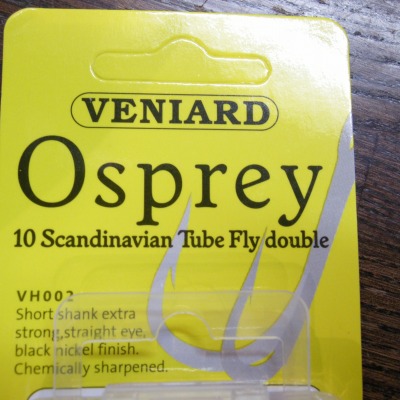 VENIARD
Osprey
10 Scandinavian Tube Fly double
VH002
Short shank extra
strong,straight eye,
black nickel finish.
Chemically sharpened.